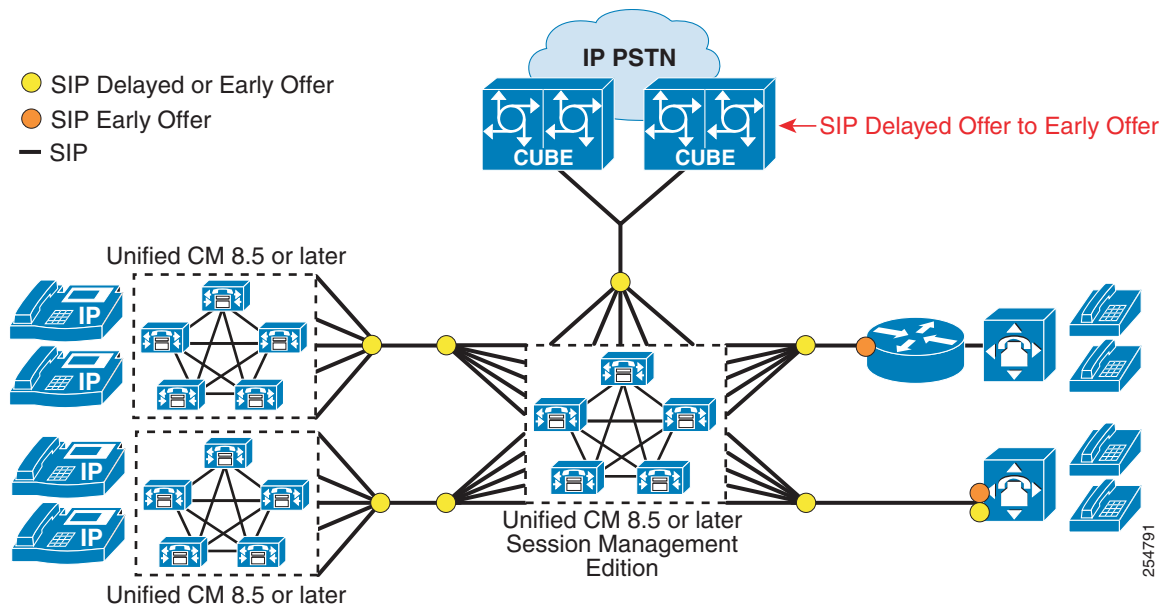 IP PSTN
SIP Delayed or Early Offer
SIP Early Offer
SIP
CUBE
CUBE
SIP Delayed Offer to Early Offer
Unified CM 8.5 or later
IP
IP
IP
IP
Unified CM 8.5 or later
Unified CM 8.5 or later
Session Management
Edition
254791